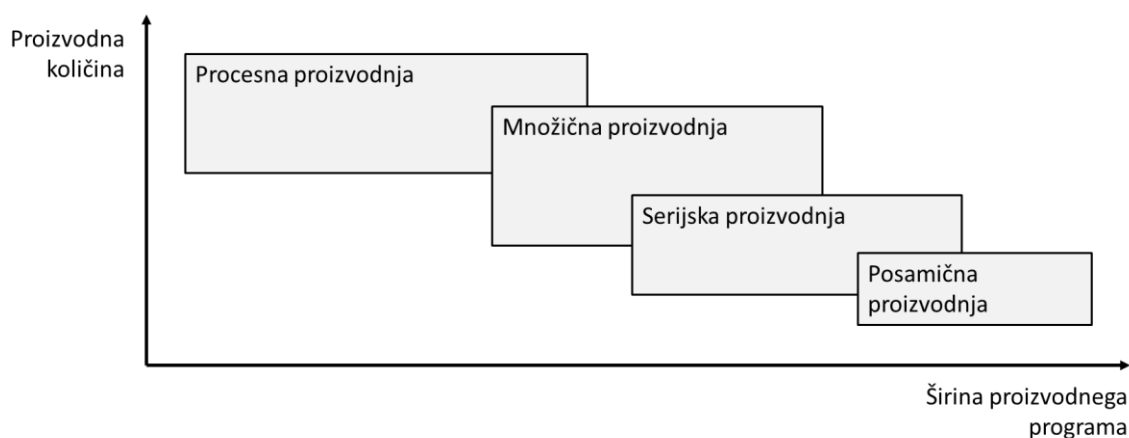 Proizvodna
količina
Procesna proizvodnja
Množična proizvodnja
Serijska proizvodnja
Posamična
proizvodnja
Širina proizvodnega
programa